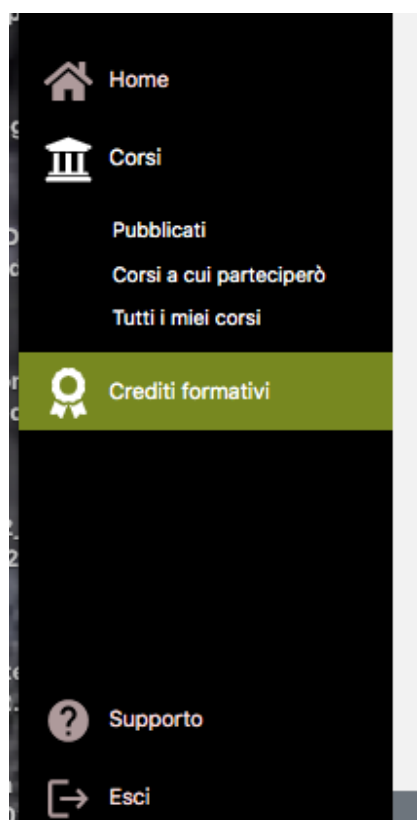 Home
Corsi
Pubblicati
Corsi a cui parteciperò
Tutti i miei corsi
Crediti formativi
Supporto
Esci